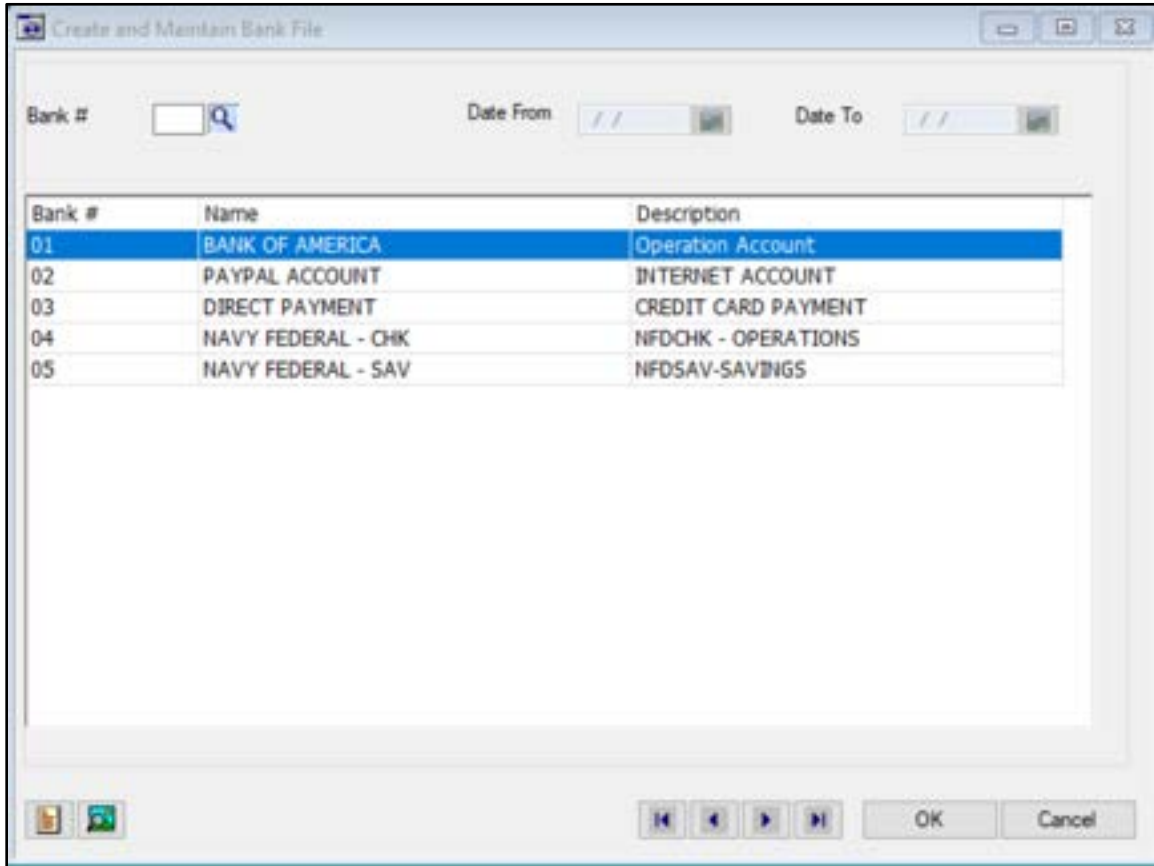 Create and Maintain Bank File
Bank # Date From / / Date To / /
Bank # Name Description
01 BANK OF AMERICA Operation Account
02 PAYPAL ACCOUNT INTERNET ACCOUNT
03 DIRECT PAYMENT CREDIT CARD PAYMENT
04 NAVY FEDERAL - CHK NFDCHK - OPERATIONS
05 NAVY FEDERAL - SAV NFDSAV-SAVINGS
OK Cancel